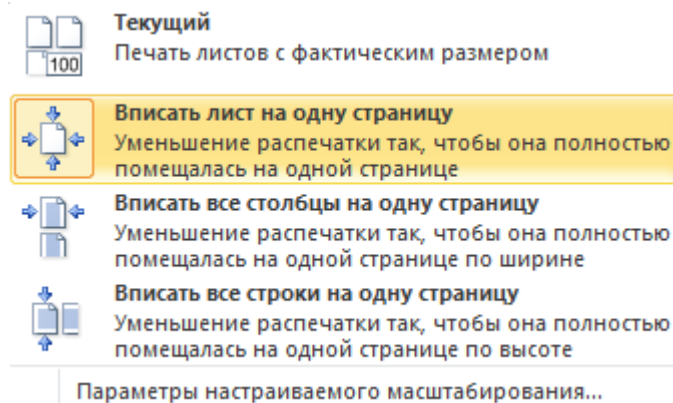 Текущий
Печать листов с фактическим размером
100
Вписать лист на одну страницу
Уменьшение распечатки так, чтобы она полностью
помещалась на одной странице
Вписать все столбцы на одну страницу
Уменьшение распечатки так, чтобы она полностью
помещалась на одной странице по ширине
Вписать все строки на одну страницу
Уменьшение распечатки так, чтобы она полностью
помещалась на одной странице по высоте
Параметры настраиваемого масштабирования...